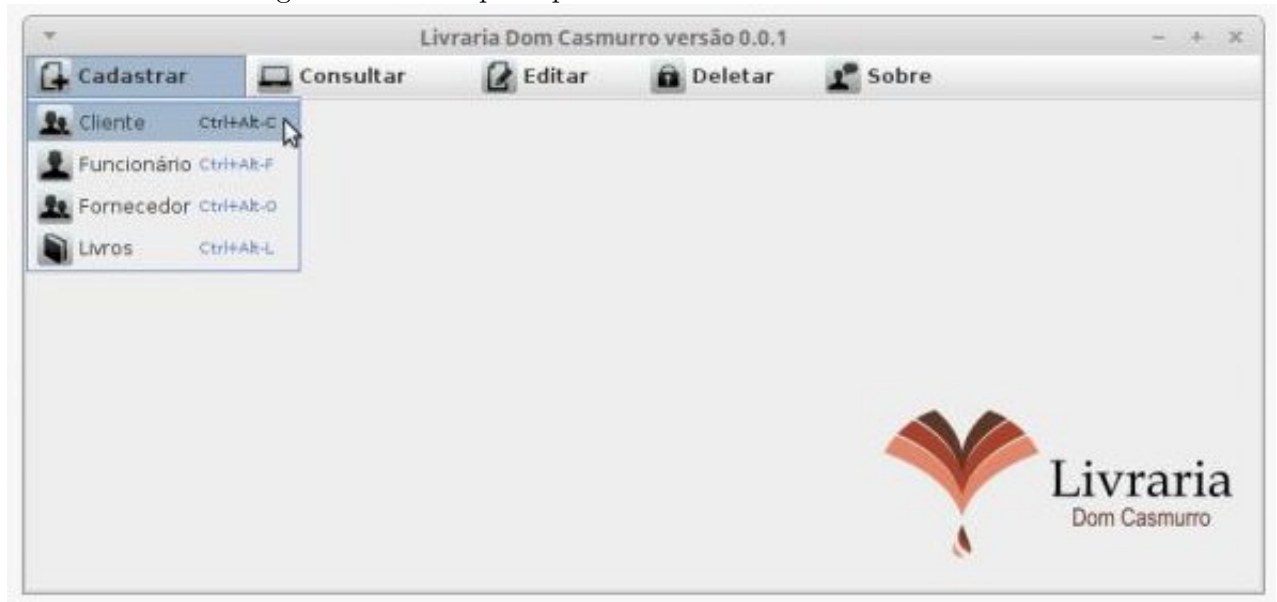 Livraria Dom Casmurro versão 0.0.1
Cadastrar Consultar Editar Deletar Sobre
Cliente Ctrl+Alt-C
Funcionário Ctrl+Alt-F
Fornecedor Ctrl+Alt-O
Livros Ctrl+Alt-L
Livraria
Dom Casmurro